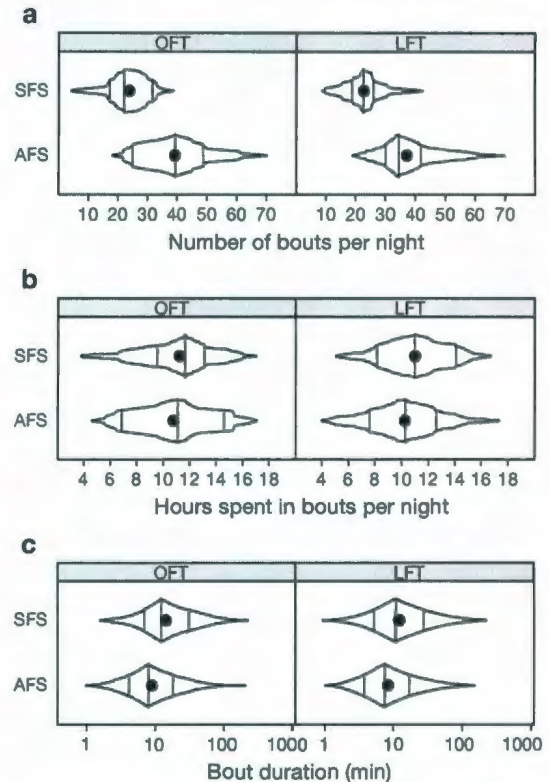 a
OFT LFT
SFS
AFS
10 20 30 40 50 60 70 10 20 30 40 50 60 70
Number of bouts per night
b
OFT LFT
SFS
AFS
4 6 8 10 12 14 16 18 4 6 8 10 12 14 16 18
Hours spent in bouts per night
c
OFT LFT
SFS
AFS
1 10 100 1000 1 10 100 1000
Bout duration (min)